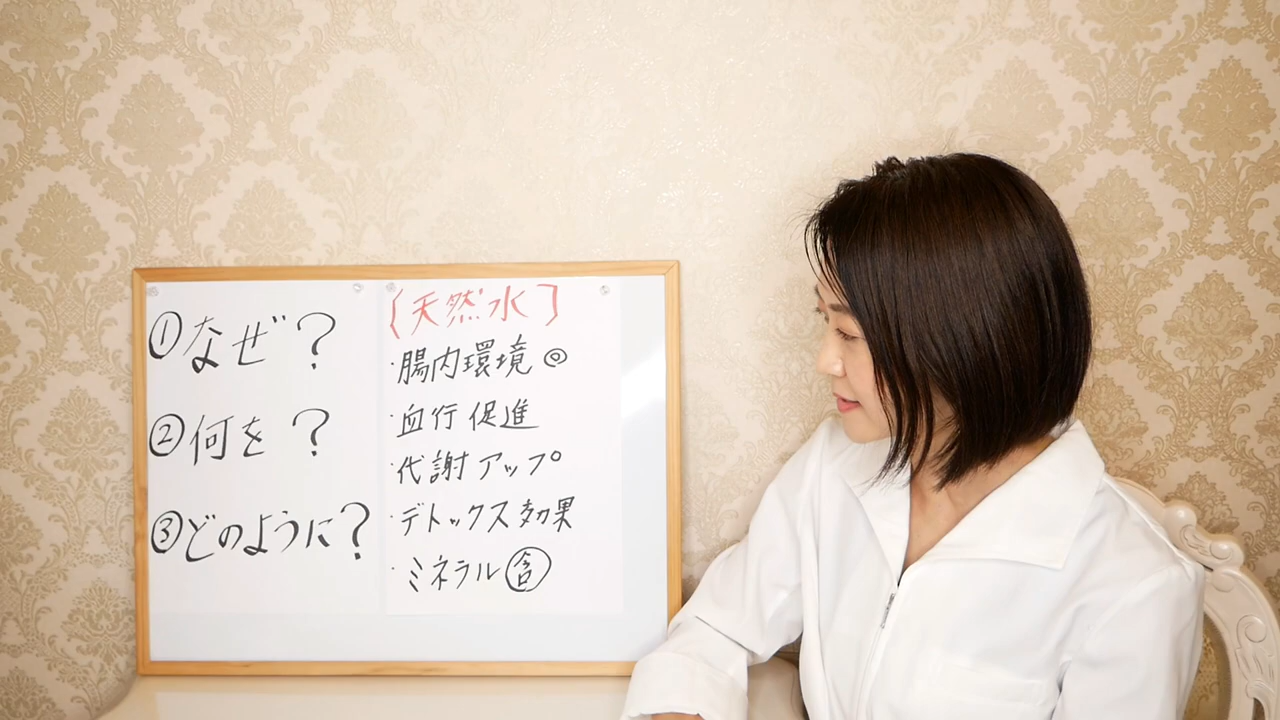 ①なぜ?
②何を?
③どのように?
[天然水]
・腸内環境◎
・血行促進
・代謝アップ
・デトックス効果
・ミネラル㊔含